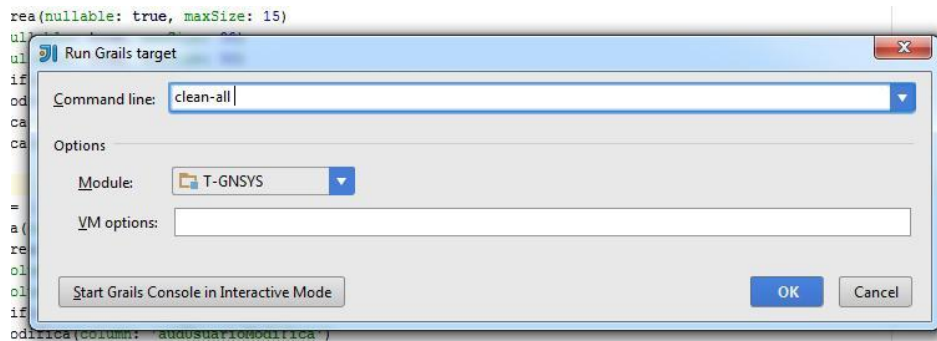 rea(nullable: true, maxSize: 15)
Run Grails target
Command line: clean-all
Options
Module: T-GNSYS
VM options:
Start Grails Console in Interactive Mode OK Cancel
odifica(column: 'audUsuarioModifica')